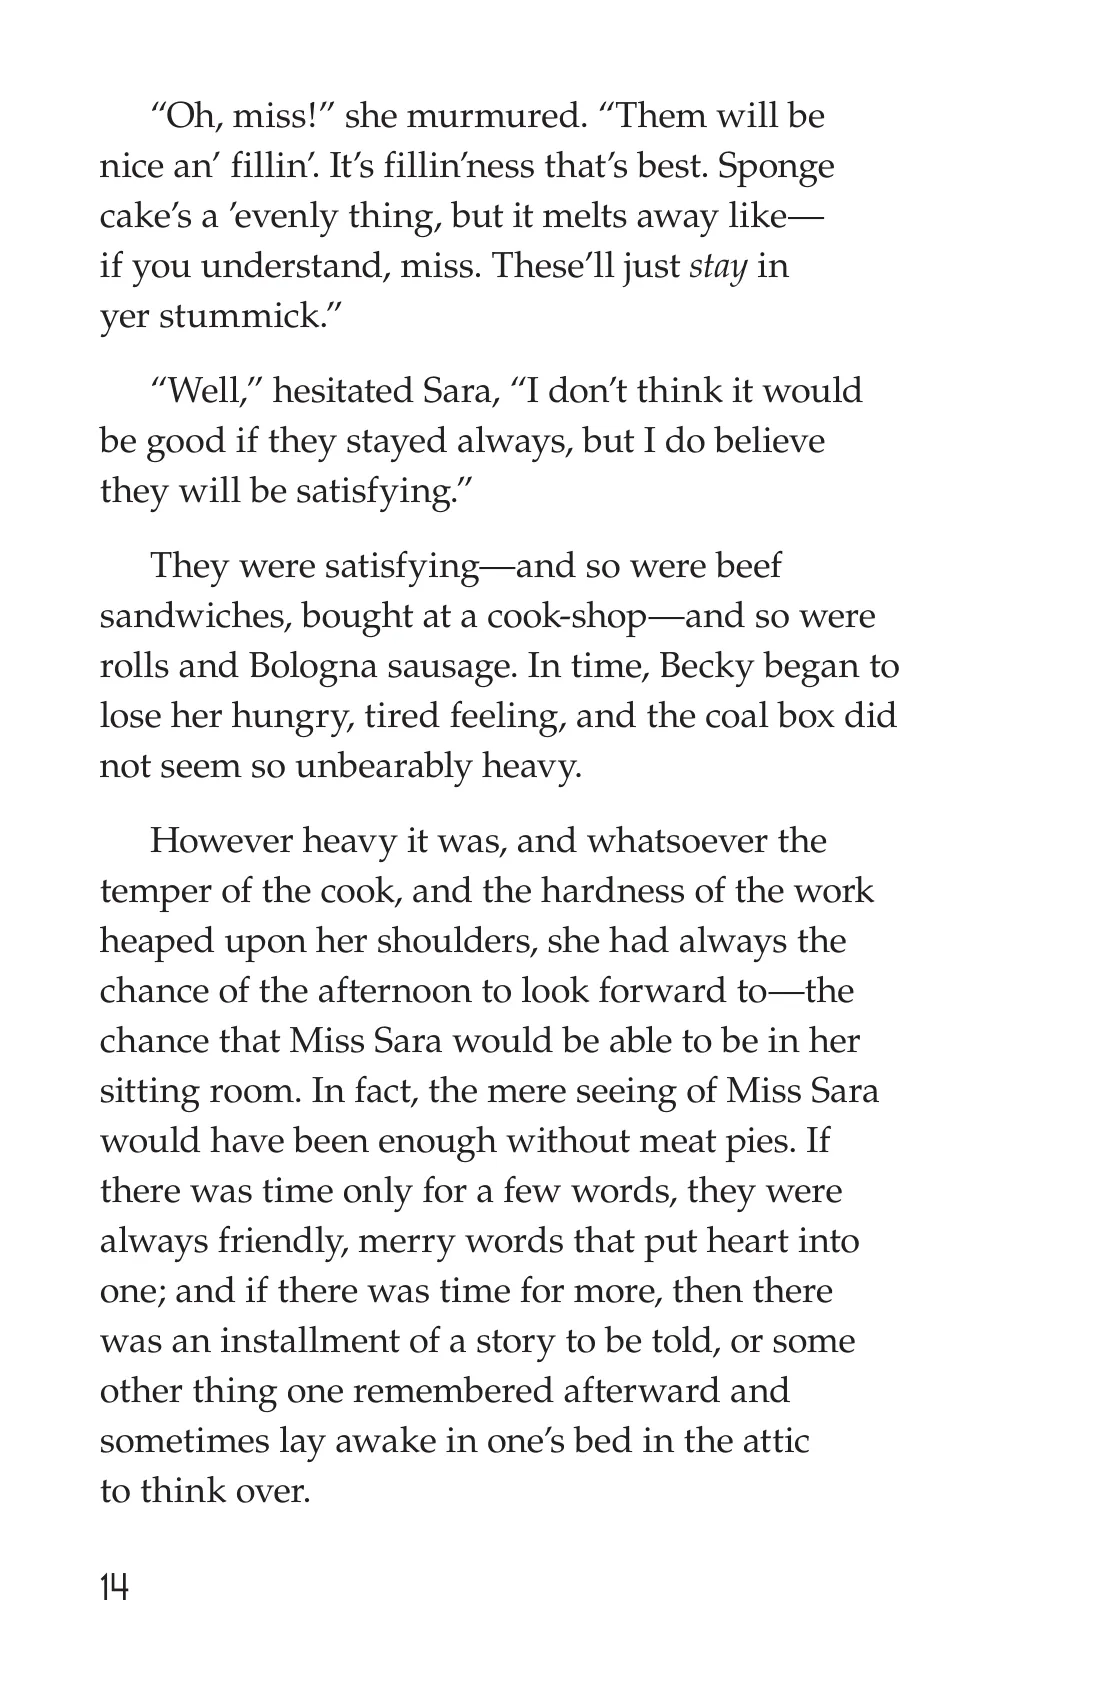 “Oh, miss!” she murmured. “Them will be
nice an’ fillin’. It’s fillin’ness that’s best. Sponge
cake’s a ’evenly thing, but it melts away like—
if you understand, miss. These’ll just stay in
yer stummick.”
“Well,” hesitated Sara, “I don’t think it would
be good if they stayed always, but I do believe
they will be satisfying.”
They were satisfying—and so were beef
sandwiches, bought at a cook-shop—and so were
rolls and Bologna sausage. In time, Becky began to
lose her hungry, tired feeling, and the coal box did
not seem so unbearably heavy.
However heavy it was, and whatsoever the
temper of the cook, and the hardness of the work
heaped upon her shoulders, she had always the
chance of the afternoon to look forward to—the
chance that Miss Sara would be able to be in her
sitting room. In fact, the mere seeing of Miss Sara
would have been enough without meat pies. If
there was time only for a few words, they were
always friendly, merry words that put heart into
one; and if there was time for more, then there
was an installment of a story to be told, or some
other thing one remembered afterward and
sometimes lay awake in one’s bed in the attic
to think over.
14